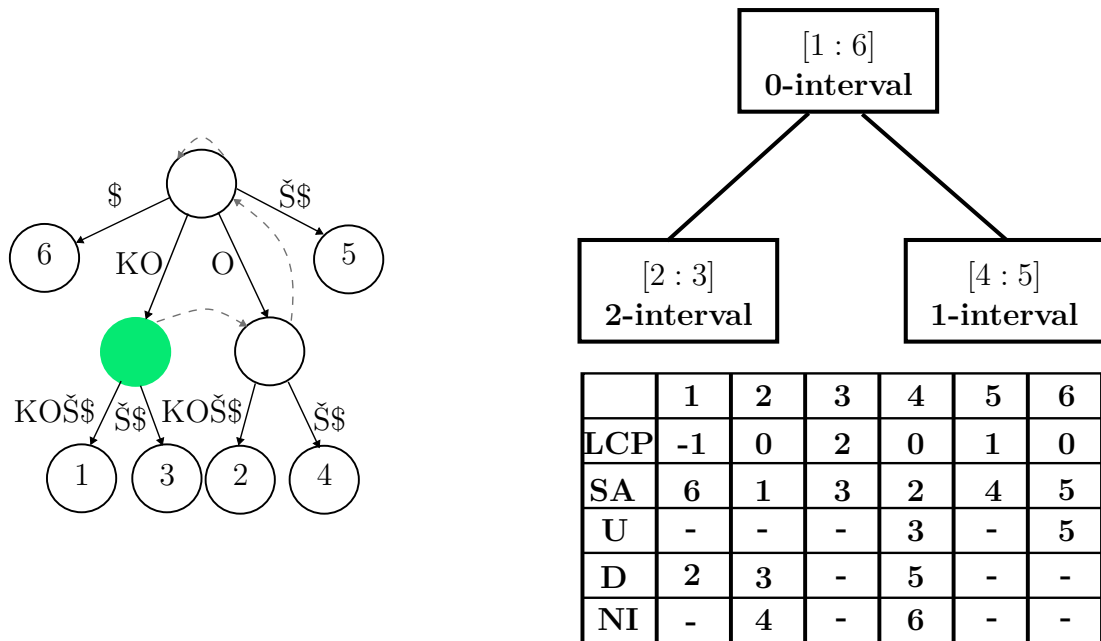 [1 : 6]
0-interval
$
Š$
6
5
KO
O
[2 : 3]
2-interval
[4 : 5]
1-interval
KOŠ$
Š$
KOŠ$
Š$
1
3
2
4
1 2 3 4 5 6
LCP -1 0 2 0 1 0
SA 6 1 3 2 4 5
U - - - 3 - 5
D 2 3 - 5 - -
NI - 4 - 6 - -